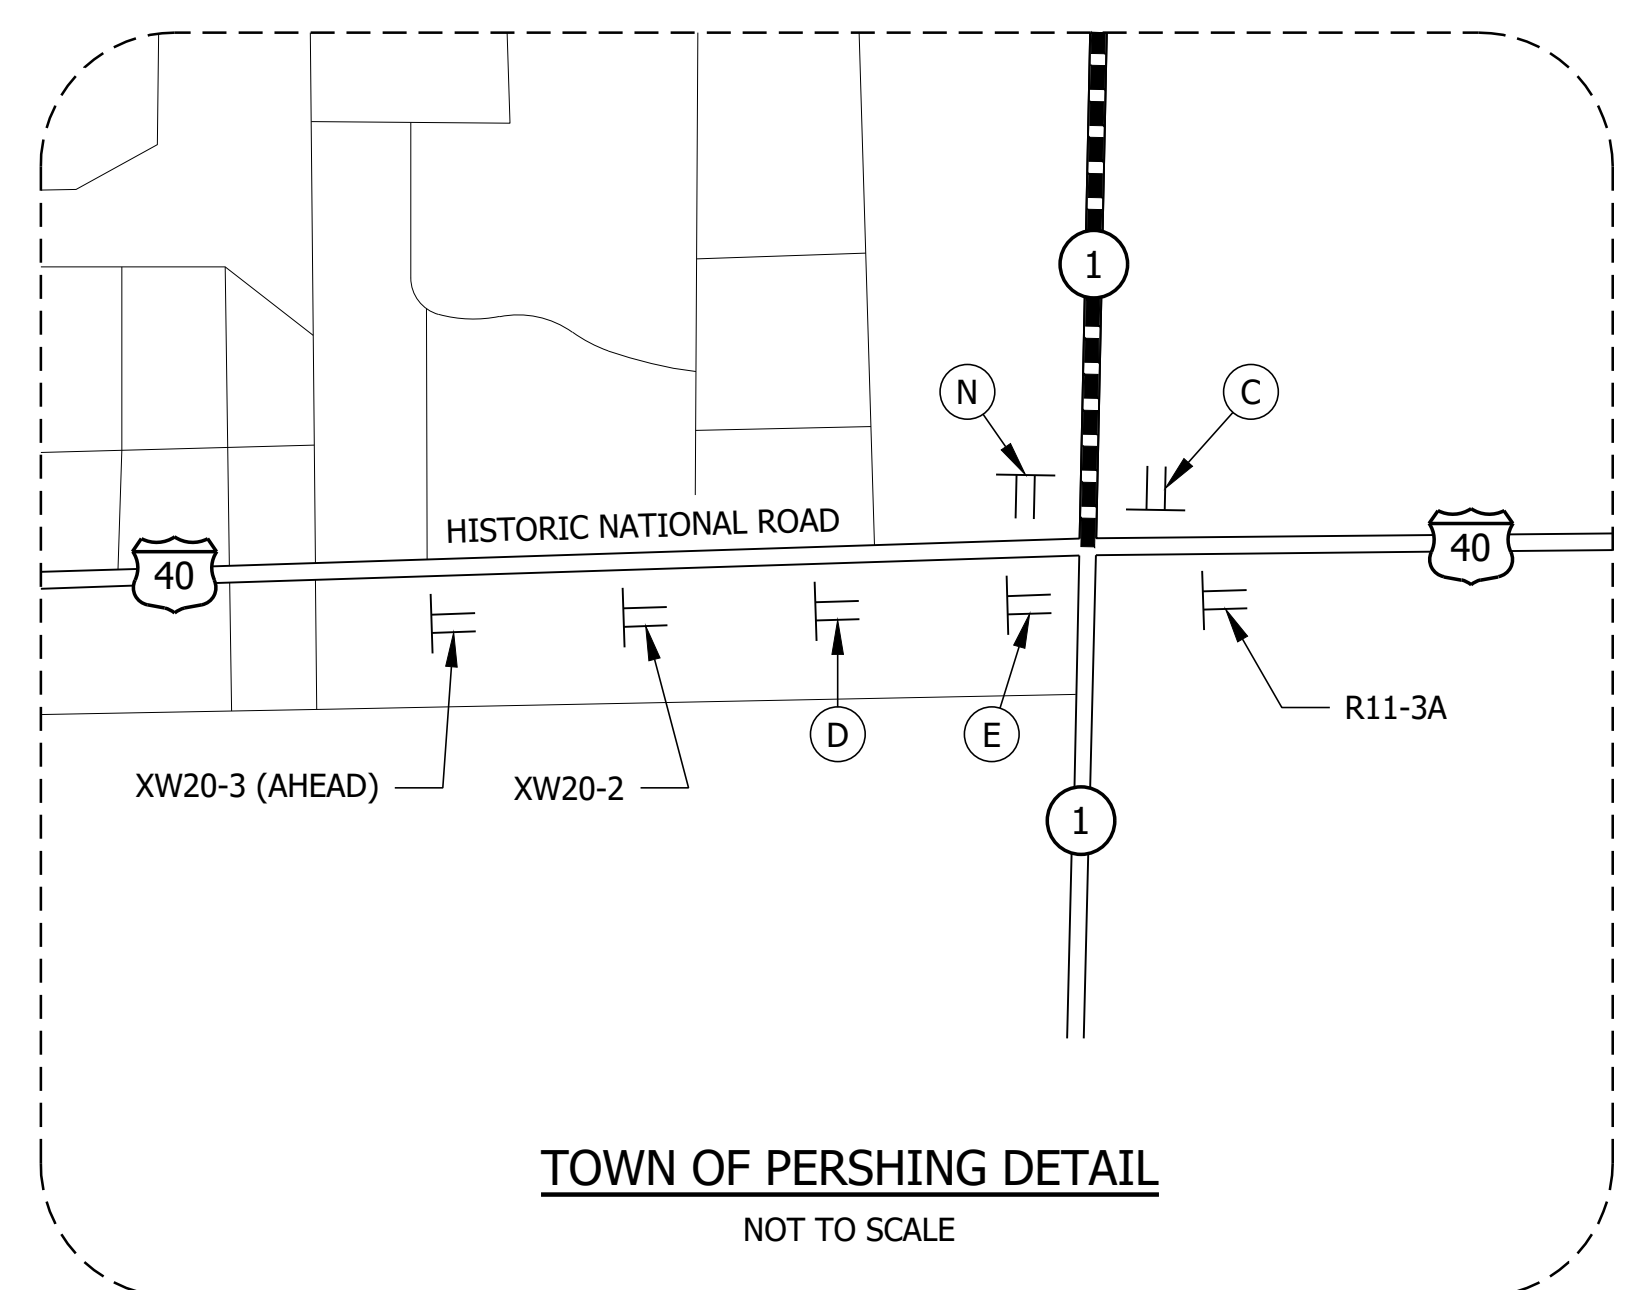 1
N
C
HISTORIC NATIONAL ROAD
40
40
R11-3A
D
E
XW20-3 (AHEAD)
XW20-2
1
TOWN OF PERSHING DETAIL
NOT TO SCALE